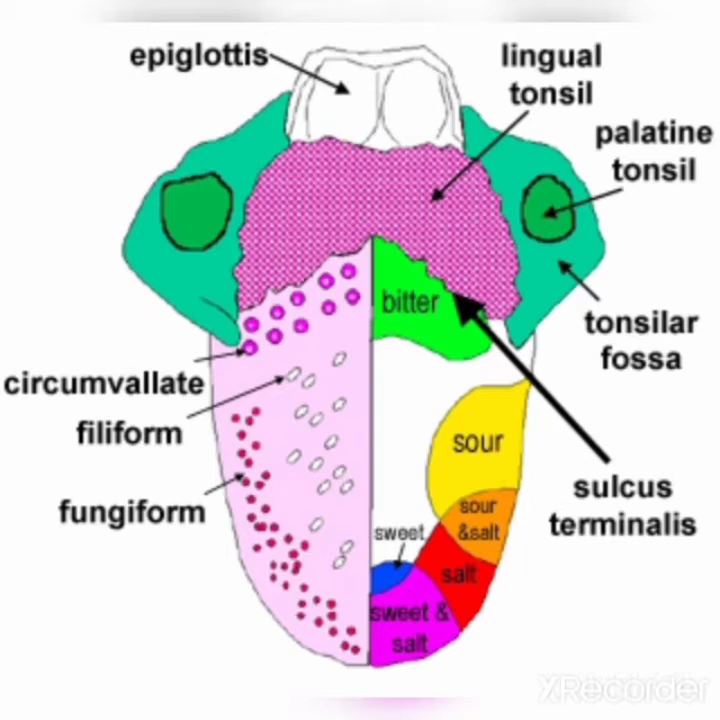 epiglottis
lingual
tonsil
palatine
tonsil
bitter
tonsilar
fossa
circumvallate
filiform
fungiform
sour
sour
&salt
sulcus
terminalis
sweet
salt
sweet &
salt
XRecorder